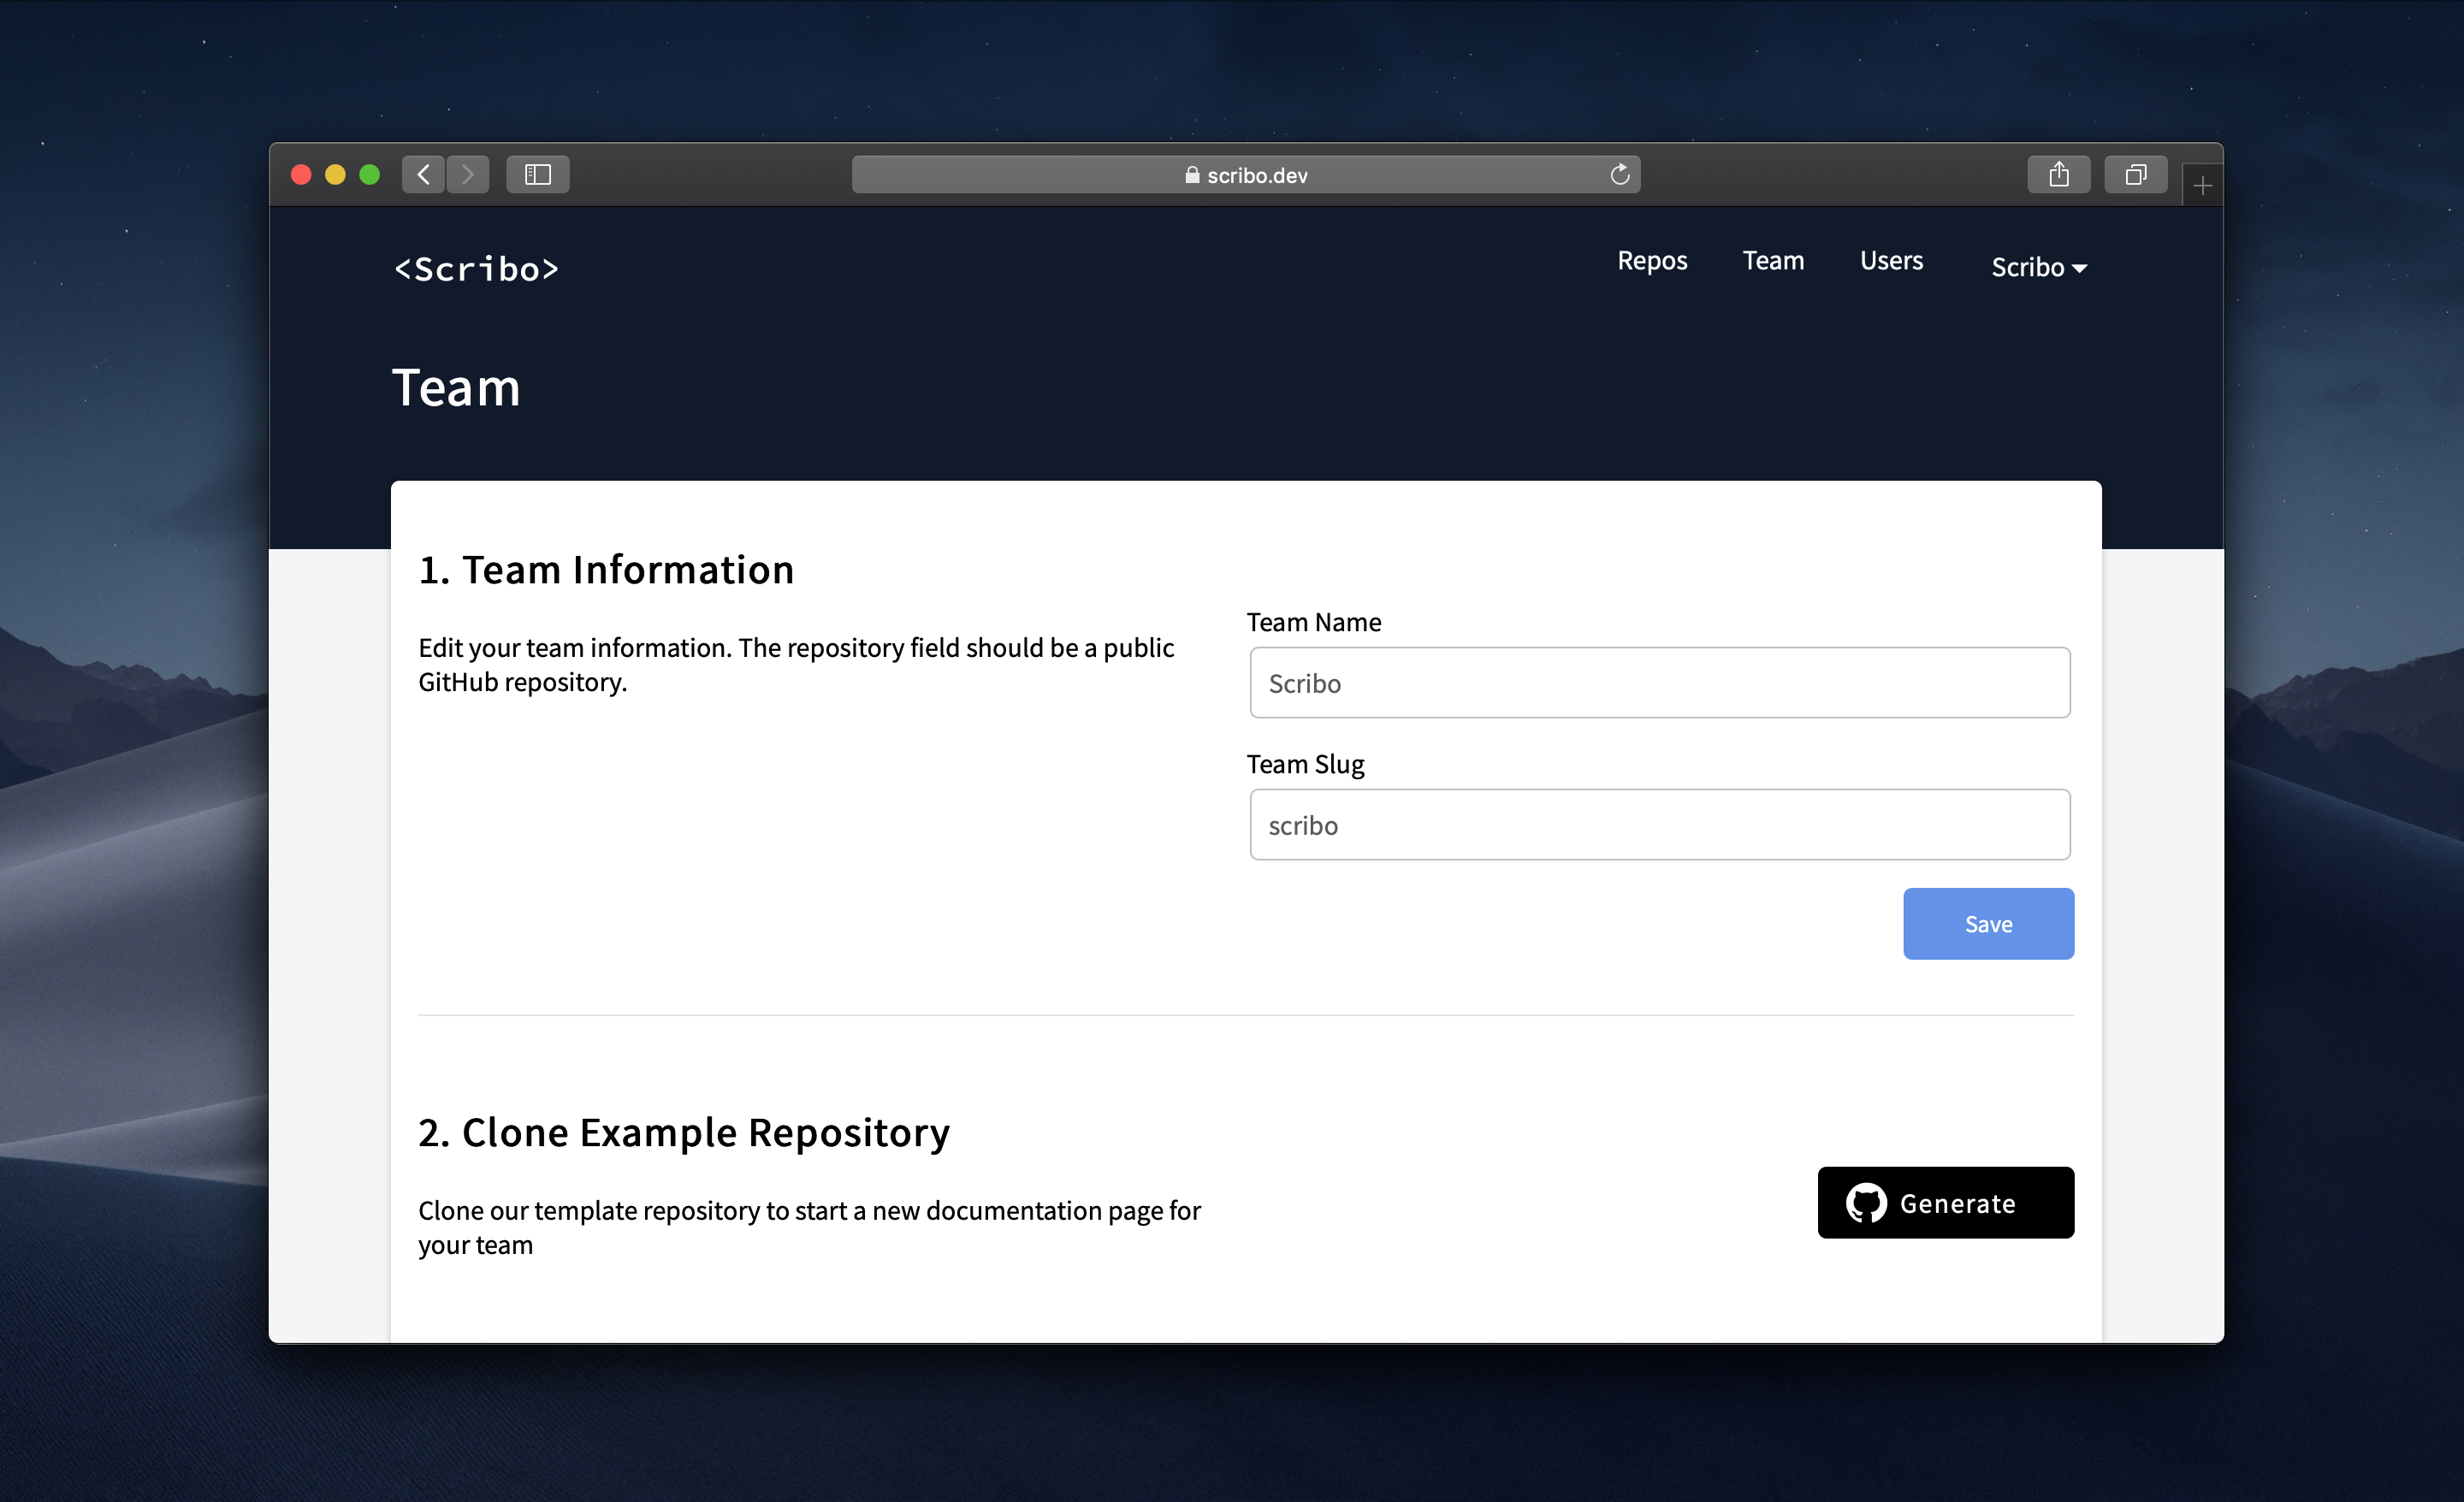 scribo.dev
<Scribo>
Repos
Team
Users
Scribo
Team
1. Team Information
Edit your team information. The repository field should be a public
GitHub repository.
Team Name
Scribo
Team Slug
scribo
Save
2. Clone Example Repository
Clone our template repository to start a new documentation page for
your team
Generate